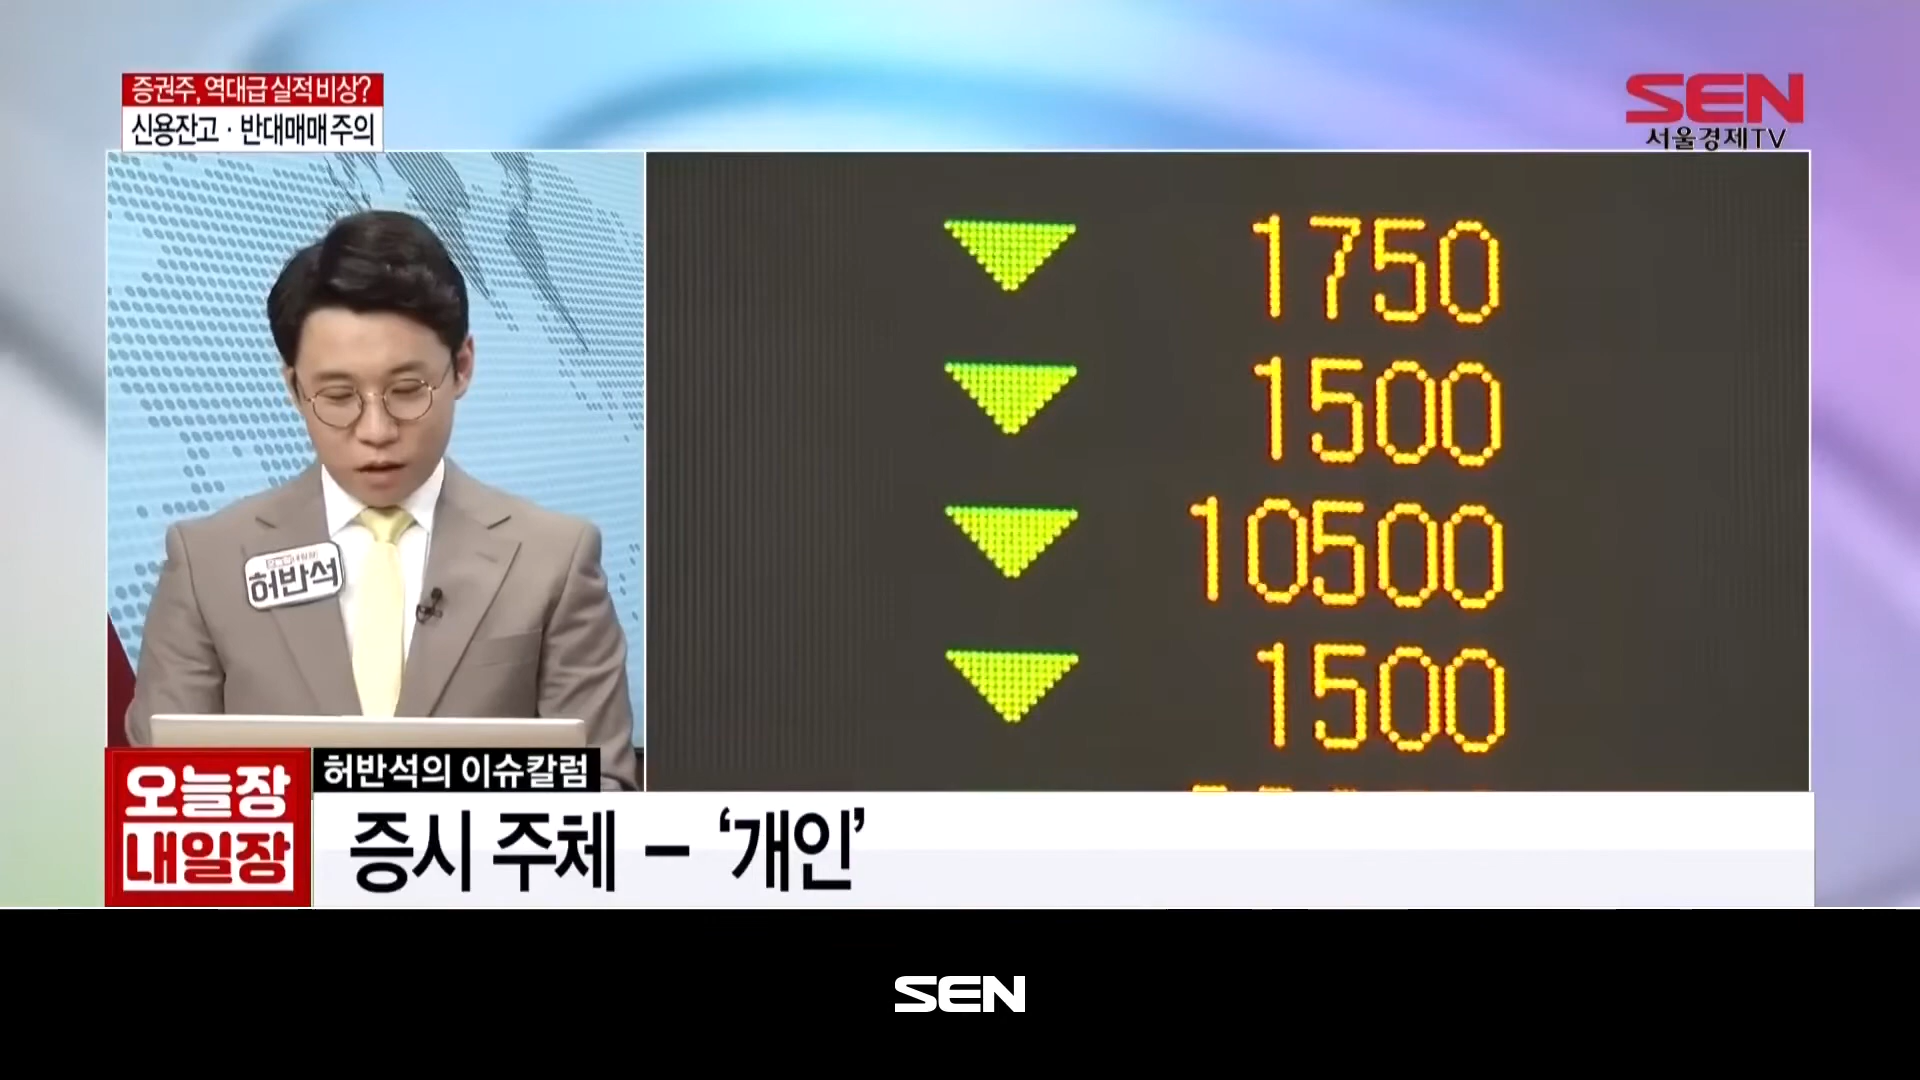 증권주, 역대급 실적 비상?
신용잔고 · 반대매매 주의
SEN
서울경제TV
1750
1500
10500
1500
허반석
오늘장
내일장
허반석의 이슈칼럼
증시 주체 – ‘개인’
SEN